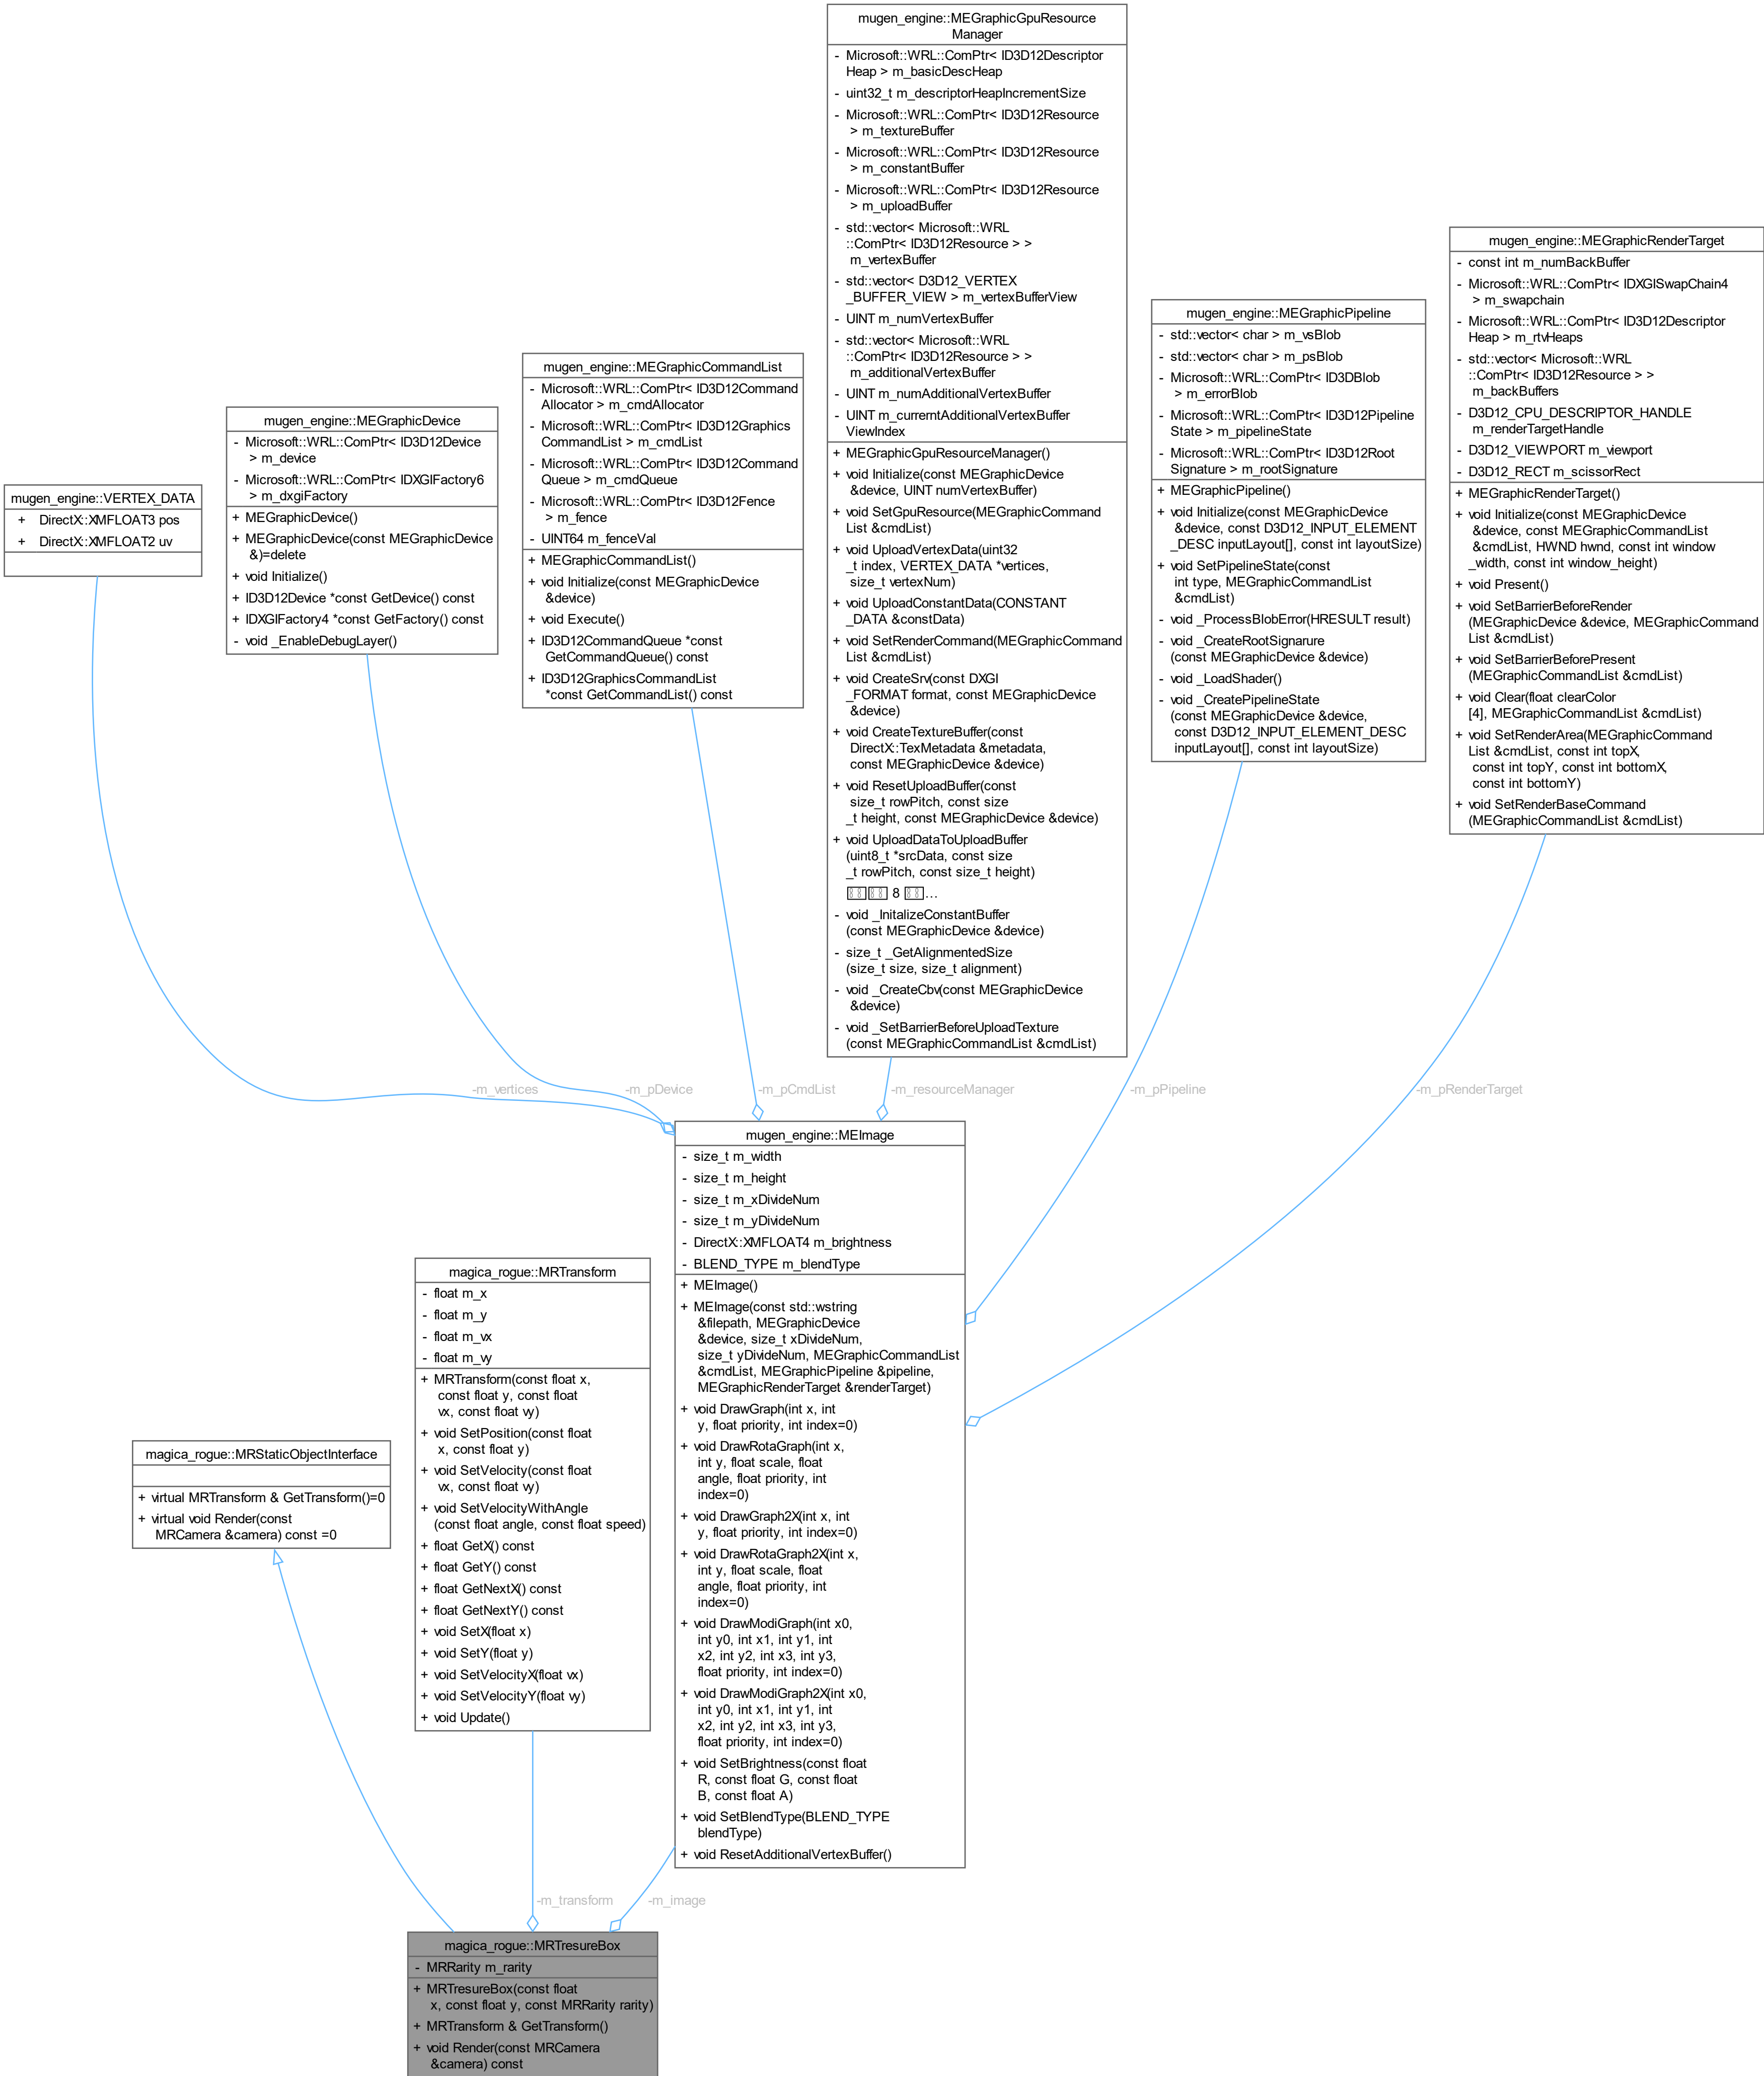 mugen_engine::MEGraphicGpuResource
Manager
- Microsoft::WRL::ComPtr< ID3D12Descriptor
Heap > m_basicDescHeap
- uint32_t m_descriptorHeapIncrementSize
- Microsoft::WRL::ComPtr< ID3D12Resource
> m_textureBuffer
- Microsoft::WRL::ComPtr< ID3D12Resource
> m_constantBuffer
- Microsoft::WRL::ComPtr< ID3D12Resource
> m_uploadBuffer
- std::vector< Microsoft::WRL
::ComPtr< ID3D12Resource > >
m_vertexBuffer
- std::vector< D3D12_VERTEX
_BUFFER_VIEW > m_vertexBufferView
- UINT m_numVertexBuffer
- std::vector< Microsoft::WRL
::ComPtr< ID3D12Resource > >
m_additionalVertexBuffer
- UINT m_numAdditionalVertexBuffer
- UINT m_currerntAdditionalVertexBuffer
ViewIndex
+ MEGraphicGpuResourceManager()
+ void Initialize(const MEGraphicDevice
&device, UINT numVertexBuffer)
+ void SetGpuResource(MEGraphicCommand
List &cmdList)
+ void UploadVertexData(uint32
_t index, VERTEX_DATA *vertices,
size_t vertexNum)
+ void UploadConstantData(CONSTANT
_DATA &constData)
+ void SetRenderCommand(MEGraphicCommand
List &cmdList)
+ void CreateSrv(const DXGI
_FORMAT format, const MEGraphicDevice
&device)
+ void CreateTextureBuffer(const
DirectX::TexMetadata &metadata,
const MEGraphicDevice &device)
+ void ResetUploadBuffer(const
size_t rowPitch, const size
_t height, const MEGraphicDevice &device)
+ void UploadDataToUploadBuffer
(uint8_t *srcData, const size
_t rowPitch, const size_t height)
8 ...
- void _InitalizeConstantBuffer
(const MEGraphicDevice &device)
- size_t _GetAlignmentedSize
(size_t size, size_t alignment)
- void _CreateCbv(const MEGraphicDevice
&device)
- void _SetBarrierBeforeUploadTexture
(const MEGraphicCommandList &cmdList)
mugen_engine::MEGraphicRenderTarget
- const int m_numBackBuffer
- Microsoft::WRL::ComPtr< IDXGISwapChain4
> m_swapchain
- Microsoft::WRL::ComPtr< ID3D12Descriptor
Heap > m_rtvHeaps
- std::vector< Microsoft::WRL
::ComPtr< ID3D12Resource > >
m_backBuffers
- D3D12_CPU_DESCRIPTOR_HANDLE
m_renderTargetHandle
- D3D12_VIEWPORT m_viewport
- D3D12_RECT m_scissorRect
+ MEGraphicRenderTarget()
+ void Initialize(const MEGraphicDevice
&device, const MEGraphicCommandList
&cmdList, HWND hwnd, const int window
_width, const int window_height)
+ void Present()
+ void SetBarrierBeforeRender
(MEGraphicDevice &device, MEGraphicCommand
List &cmdList)
+ void SetBarrierBeforePresent
(MEGraphicCommandList &cmdList)
+ void Clear(float clearColor
[4], MEGraphicCommandList &cmdList)
+ void SetRenderArea(MEGraphicCommand
List &cmdList, const int topX,
const int topY, const int bottomX,
const int bottomY)
+ void SetRenderBaseCommand
(MEGraphicCommandList &cmdList)
mugen_engine::MEGraphicPipeline
- std::vector< char > m_vsBlob
- std::vector< char > m_psBlob
- Microsoft::WRL::ComPtr< ID3DBlob
> m_errorBlob
- Microsoft::WRL::ComPtr< ID3D12Pipeline
State > m_pipelineState
- Microsoft::WRL::ComPtr< ID3D12Root
Signature > m_rootSignature
+ MEGraphicPipeline()
+ void Initialize(const MEGraphicDevice
&device, const D3D12_INPUT_ELEMENT
_DESC inputLayout[], const int layoutSize)
+ void SetPipelineState(const
int type, MEGraphicCommandList
&cmdList)
- void _ProcessBlobError(HRESULT result)
- void _CreateRootSignarure
(const MEGraphicDevice &device)
- void _LoadShader()
- void _CreatePipelineState
(const MEGraphicDevice &device,
const D3D12_INPUT_ELEMENT_DESC
inputLayout[], const int layoutSize)
mugen_engine::MEGraphicCommandList
- Microsoft::WRL::ComPtr< ID3D12Command
Allocator > m_cmdAllocator
- Microsoft::WRL::ComPtr< ID3D12Graphics
CommandList > m_cmdList
- Microsoft::WRL::ComPtr< ID3D12Command
Queue > m_cmdQueue
- Microsoft::WRL::ComPtr< ID3D12Fence
> m_fence
- UINT64 m_fenceVal
+ MEGraphicCommandList()
+ void Initialize(const MEGraphicDevice
&device)
+ void Execute()
+ ID3D12CommandQueue *const
GetCommandQueue() const
+ ID3D12GraphicsCommandList
*const GetCommandList() const
mugen_engine::MEGraphicDevice
- Microsoft::WRL::ComPtr< ID3D12Device
> m_device
- Microsoft::WRL::ComPtr< IDXGIFactory6
> m_dxgiFactory
+ MEGraphicDevice()
+ MEGraphicDevice(const MEGraphicDevice
&)=delete
+ void Initialize()
+ ID3D12Device *const GetDevice() const
+ IDXGIFactory4 *const GetFactory() const
- void _EnableDebugLayer()
mugen_engine::VERTEX_DATA
+ DirectX::XMFLOAT3 pos
+ DirectX::XMFLOAT2 uv
-m_vertices
-m_pDevice
-m_pCmdList
-m_resourceManager
-m_pPipeline
-m_pRenderTarget
mugen_engine::MEImage
- size_t m_width
- size_t m_height
- size_t m_xDivideNum
- size_t m_yDivideNum
- DirectX::XMFLOAT4 m_brightness
- BLEND_TYPE m_blendType
+ MEImage()
+ MEImage(const std::wstring
&filepath, MEGraphicDevice
&device, size_t xDivideNum,
size_t yDivideNum, MEGraphicCommandList
&cmdList, MEGraphicPipeline &pipeline,
MEGraphicRenderTarget &renderTarget)
+ void DrawGraph(int x, int
y, float priority, int index=0)
+ void DrawRotaGraph(int x,
int y, float scale, float
angle, float priority, int
index=0)
+ void DrawGraph2X(int x, int
y, float priority, int index=0)
+ void DrawRotaGraph2X(int x,
int y, float scale, float
angle, float priority, int
index=0)
+ void DrawModiGraph(int x0,
int y0, int x1, int y1, int
x2, int y2, int x3, int y3,
float priority, int index=0)
+ void DrawModiGraph2X(int x0,
int y0, int x1, int y1, int
x2, int y2, int x3, int y3,
float priority, int index=0)
+ void SetBrightness(const float
R, const float G, const float
B, const float A)
+ void SetBlendType(BLEND_TYPE
blendType)
+ void ResetAdditionalVertexBuffer()
magica_rogue::MRTransform
- float m_x
- float m_y
- float m_vx
- float m_vy
+ MRTransform(const float x,
const float y, const float
vx, const float vy)
+ void SetPosition(const float
x, const float y)
+ void SetVelocity(const float
vx, const float vy)
+ void SetVelocityWithAngle
(const float angle, const float speed)
+ float GetX() const
+ float GetY() const
+ float GetNextX() const
+ float GetNextY() const
+ void SetX(float x)
+ void SetY(float y)
+ void SetVelocityX(float vx)
+ void SetVelocityY(float vy)
+ void Update()
magica_rogue::MRStaticObjectInterface
+ virtual MRTransform & GetTransform()=0
+ virtual void Render(const
MRCamera &camera) const =0
-m_transform
-m_image
magica_rogue::MRTresureBox
- MRRarity m_rarity
+ MRTresureBox(const float
x, const float y, const MRRarity rarity)
+ MRTransform & GetTransform()
+ void Render(const MRCamera
&camera) const